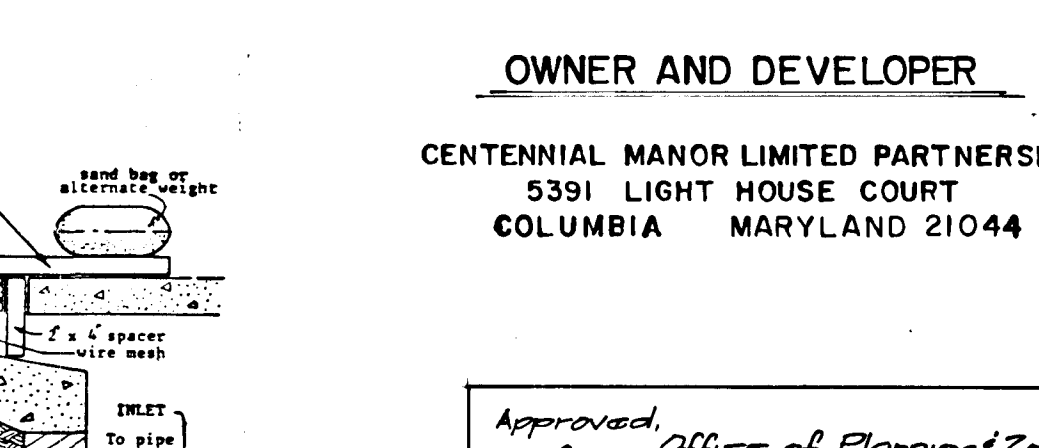 OWNER AND DEVELOPER
CENTENNIAL MANOR LIMITED PARTNERS
5391 LIGHT HOUSE COURT
COLUMBIA MARYLAND 21044
sand bag or
alternate weight
2" x 4" spacer
wire mesh
INLET
To pipe
Approved,
Office of Planning &